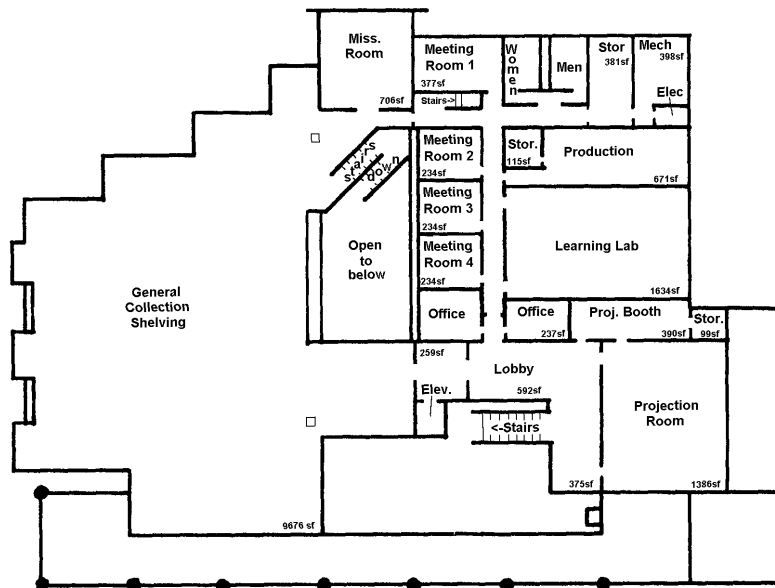 Miss.
Room
706sf
Meeting
Room 1
377sf
Stairs->
Women
Men
Stor
381sf
Mech
398sf
Elec
stairs
down
Meeting
Room 2
234sf
Stor.
115sf
Production
671sf
Meeting
Room 3
234sf
Learning Lab
1634sf
Meeting
Room 4
234sf
Open
to
below
General
Collection
Shelving
9676 sf
Office
Office
237sf
Proj. Booth
390sf
Stor.
99sf
259sf
Lobby
592sf
Elev.
<-Stairs
375sf
Projection
Room
1386sf